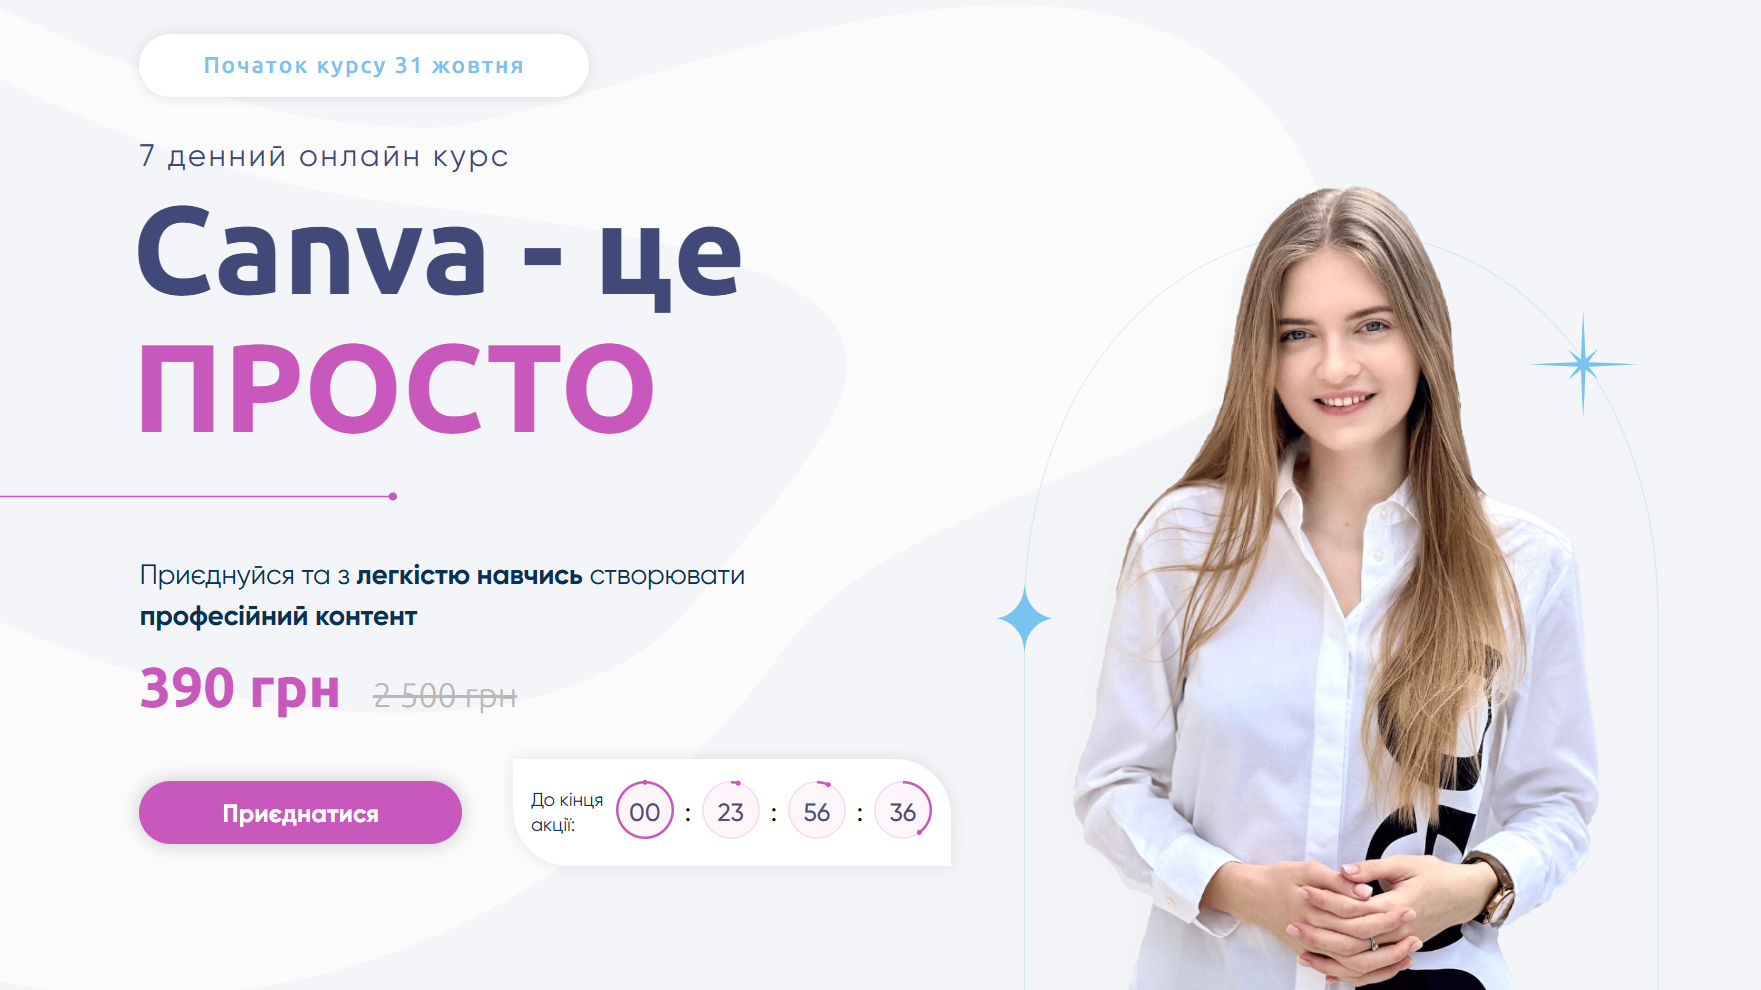 Початок курсу 31 жовтня
7 денний онлайн курс
Canva - це
ПРОСТО
Приєднуйся та з легкістю навчись створювати
професійний контент
390 грн 2 500 грн
Приєднатися
До кінця
акції:
00 : 23 : 56 : 36